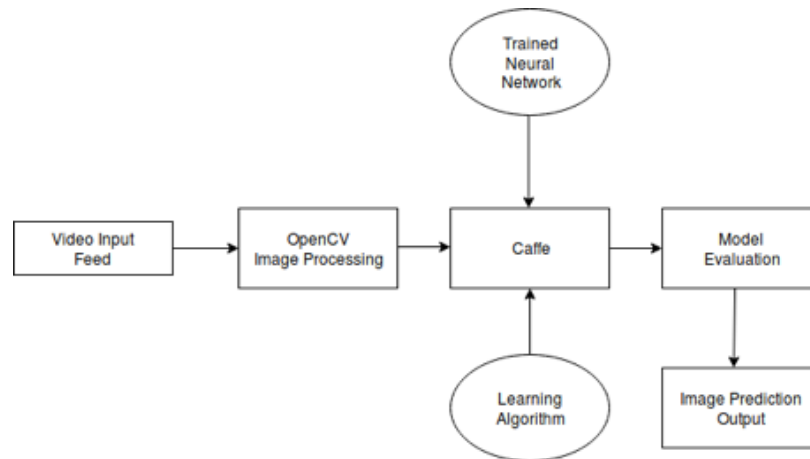 Trained
Neural
Network
Video Input
Feed
OpenCV
Image Processing
Caffe
Model
Evaluation
Learning
Algorithm
Image Prediction
Output